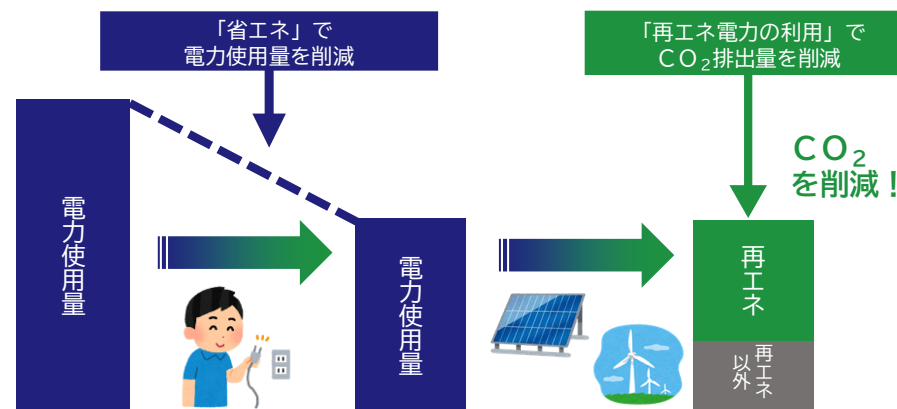 「省エネ」で
電力使用量を削減
「再エネ電力の利用」で
ＣＯ₂排出量を削減
ＣＯ₂
を削減！
電力使用量
電力使用量
再エネ
再エネ
以外